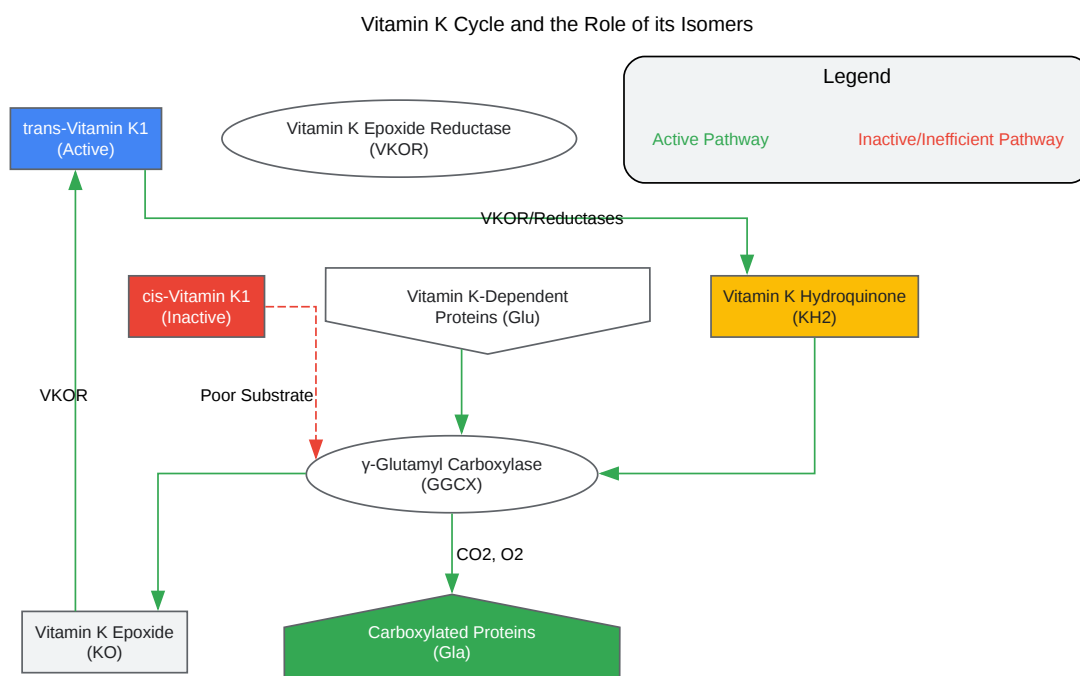 Vitamin K Cycle and the Role of its Isomers
Legend
Active Pathway
Inactive/Inefficient Pathway
trans-Vitamin K1
(Active)
Vitamin K Epoxide Reductase
(VKOR)
VKOR/Reductases
cis-Vitamin K1
(Inactive)
Vitamin K-Dependent
Proteins (Glu)
Vitamin K Hydroquinone
(KH2)
VKOR
Poor Substrate
γ-Glutamyl Carboxylase
(GGCX)
CO2, O2
Vitamin K Epoxide
(KO)
Carboxylated Proteins
(Gla)